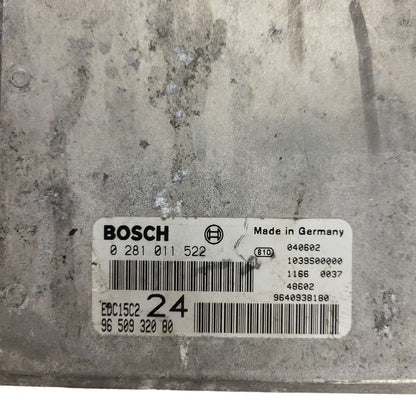 BOSCH Made in Germany
0 281 011 522 810 040602
1039S00000
1166 0037
48602
EDC15C2 24 9640938180
96 509 320 80